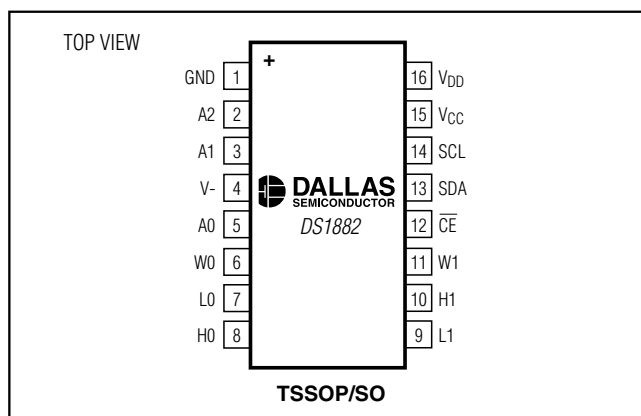 TOP VIEW
+
GND 1
A2 2
A1 3
V- 4
A0 5
W0 6
L0 7
H0 8
DALLAS
SEMICONDUCTOR
DS1882
16 VDD
15 VCC
14 SCL
13 SDA
12 C̅E̅
11 W1
10 H1
9 L1
TSSOP/SO